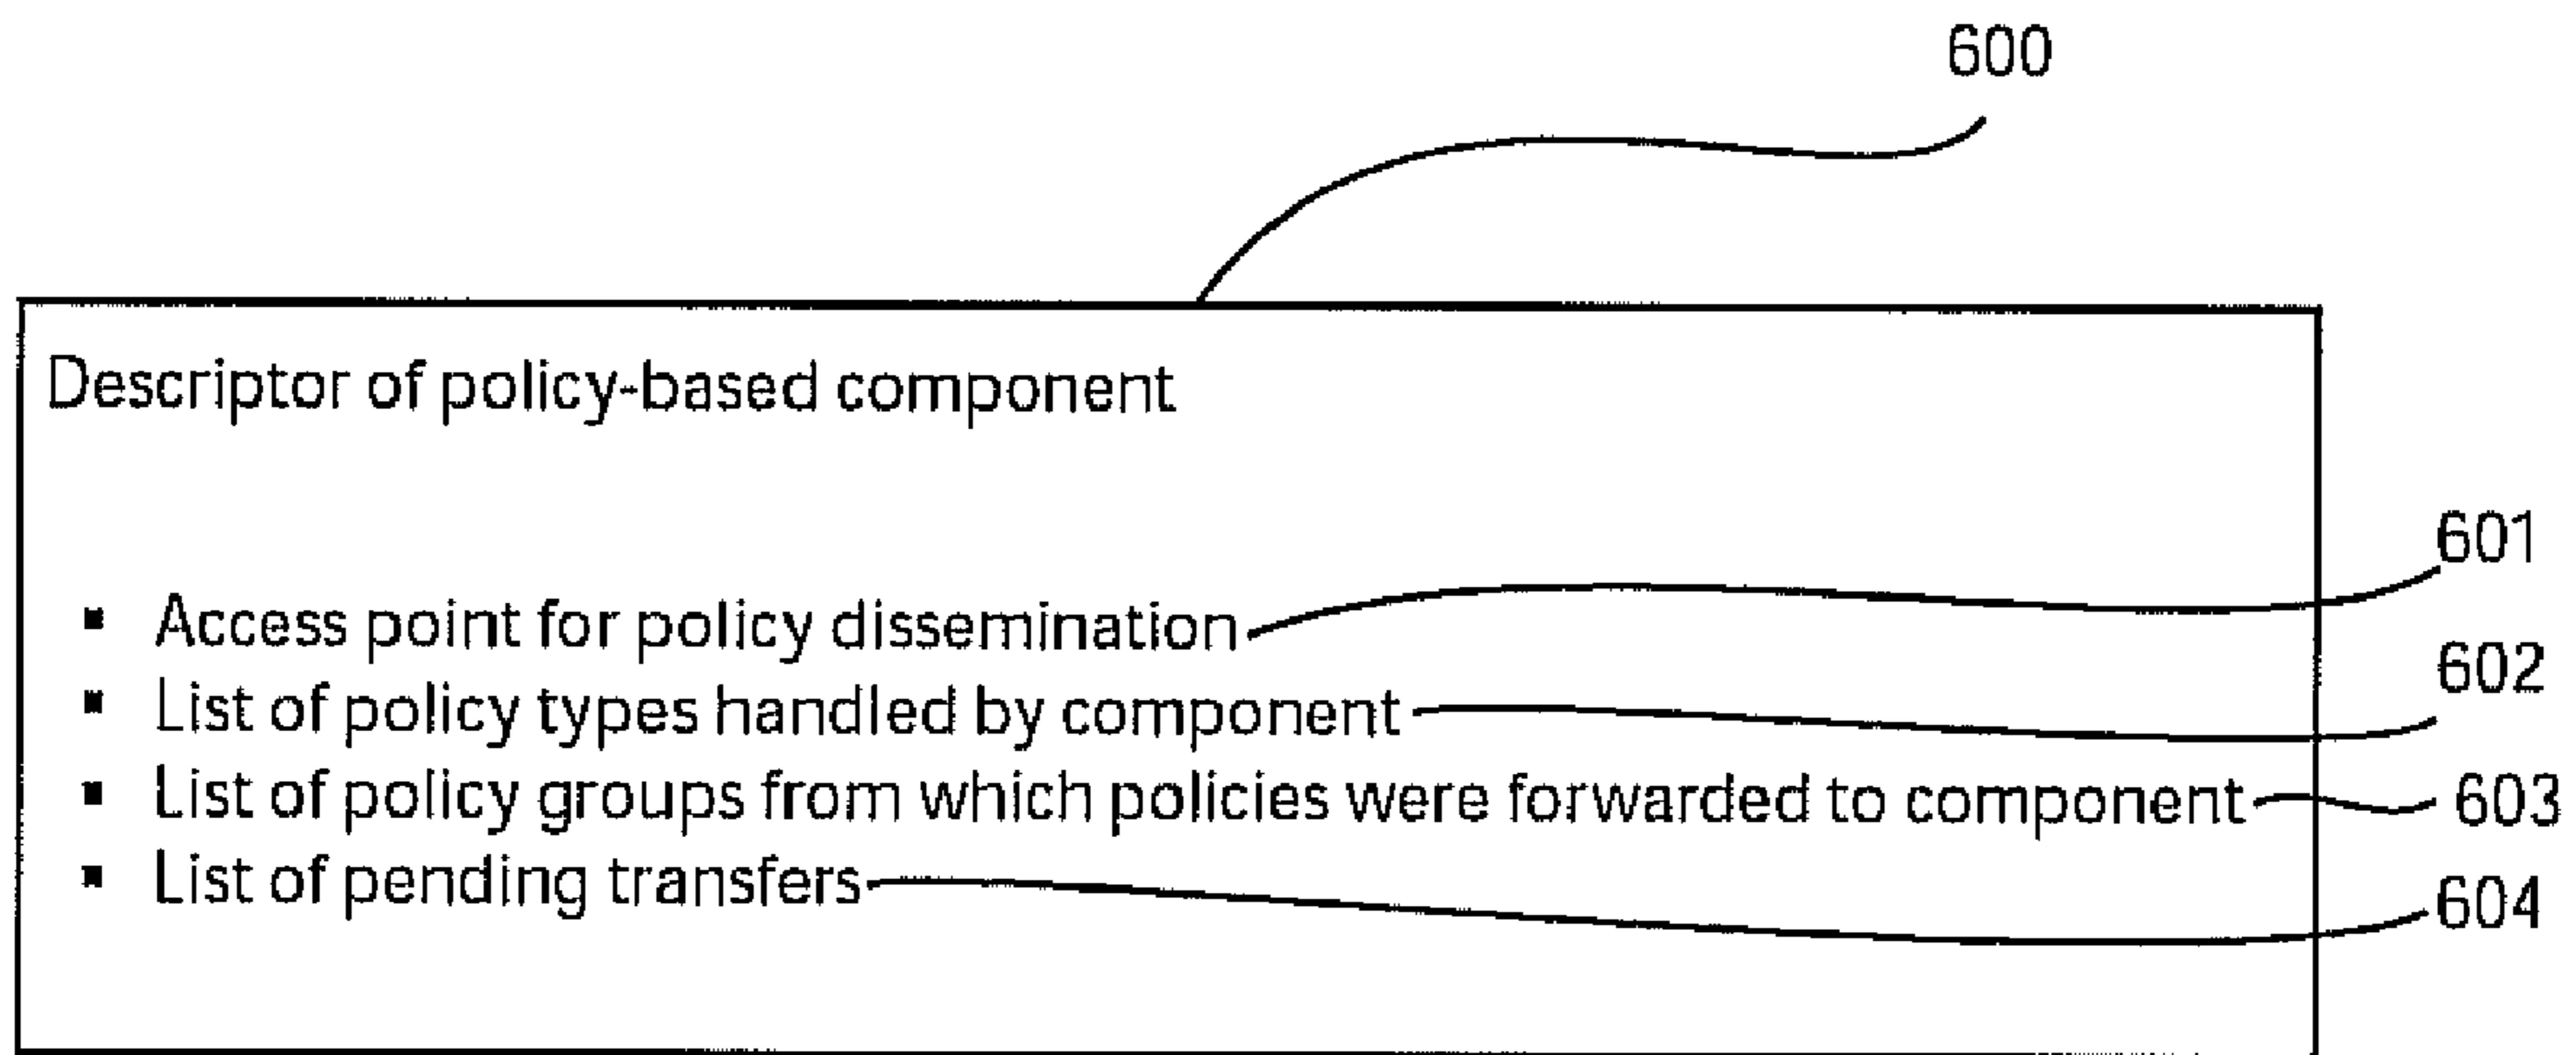 600
Descriptor of policy-based component
▪ Access point for policy dissemination 601
▪ List of policy types handled by component 602
▪ List of policy groups from which policies were forwarded to component 603
▪ List of pending transfers 604